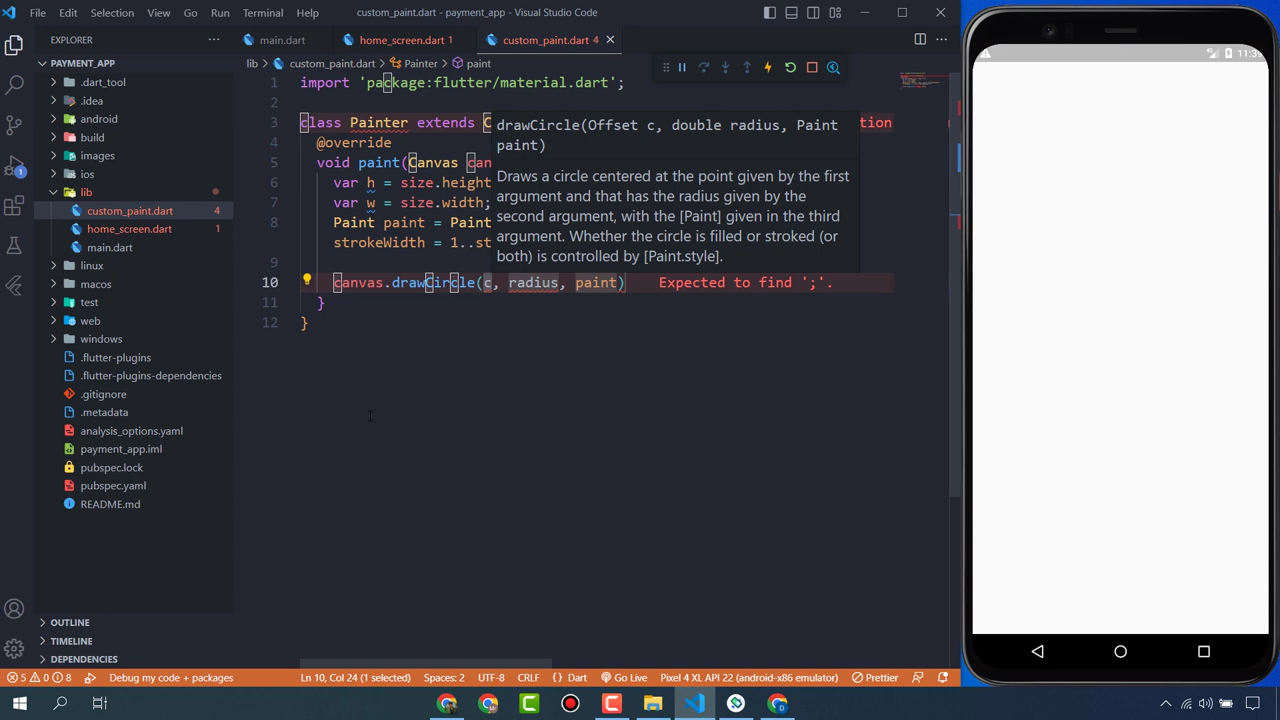 File Edit Selection View Go Run Terminal Help
custom_paint.dart - payment_app - Visual Studio Code
EXPLORER
main.dart
home_screen.dart 1
custom_paint.dart 4
PAYMENT_APP
.dart_tool
.idea
android
build
images
ios
lib
custom_paint.dart 4
home_screen.dart 1
main.dart
linux
macos
test
web
windows
.flutter-plugins
.flutter-plugins-dependencies
.gitignore
.metadata
analysis_options.yaml
payment_app.iml
pubspec.lock
pubspec.yaml
README.md
OUTLINE
TIMELINE
DEPENDENCIES
1
lib > custom_paint.dart > Painter > paint
1 import 'package:flutter/material.dart';
2
3 class Painter extends C
4 @override
5 void paint(Canvas can
6 var h = size.height
7 var w = size.width;
8 Paint paint = Paint
strokeWidth = 1..st
9
10 canvas.drawCircle(c, radius, paint) Expected to find ';'.
11 }
12 }
drawCircle(Offset c, double radius, Paint
paint)
Draws a circle centered at the point given by the first
argument and that has the radius given by the
second argument, with the [Paint] given in the third
argument. Whether the circle is filled or stroked (or
both) is controlled by [Paint.style].
tion
5 0 8 Debug my code + packages
Ln 10, Col 24 (1 selected) Spaces: 2 UTF-8 CRLF {} Dart Go Live Pixel 4 XL API 22 (android-x86 emulator) Prettier
4G